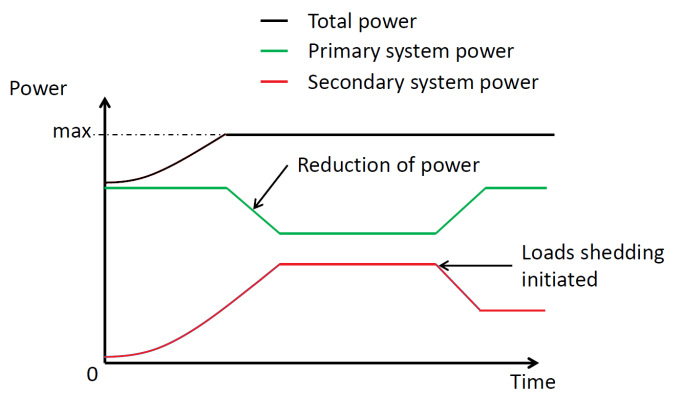 Total power
Primary system power
Secondary system power
Power
max
Reduction of power
Loads shedding
initiated
0
Time